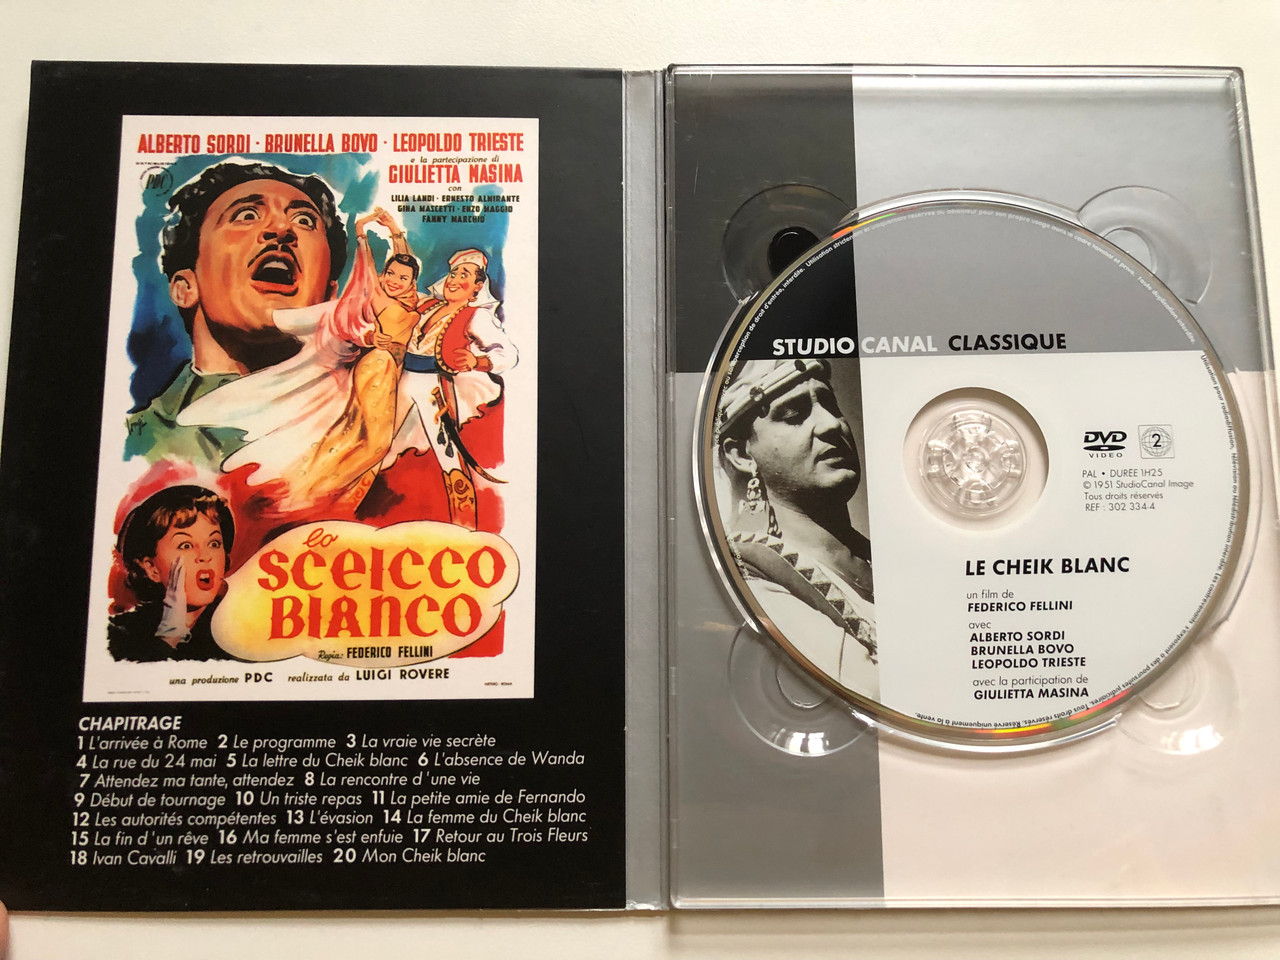 ALBERTO SORDI · BRUNELLA BOVO · LEOPOLDO TRIESTE
e la partecipazione di
GIULIETTA MASINA
con
LILIA LANDI · ERNESTO ALMIRANTE
GINA MASCETTI · ENZO MAGGIO
FANNY MARCHIO
PDC
lo
SCEICCO
BIANCO
Regia: FEDERICO FELLINI
una produzione PDC realizzata da LUIGI ROVERE
CHAPITRAGE
1 L'arrivée à Rome 2 Le programme 3 La vraie vie secrète
4 La rue du 24 mai 5 La lettre du Cheik blanc 6 L'absence de Wanda
7 Attendez ma tante, attendez 8 La rencontre d'une vie
9 Début de tournage 10 Un triste repas 11 La petite amie de Fernando
12 Les autorités compétentes 13 L'évasion 14 La femme du Cheik blanc
15 La fin d'un rêve 16 Ma femme s'est enfuie 17 Retour au Trois Fleurs
18 Ivan Cavalli 19 Les retrouvailles 20 Mon Cheik blanc
STUDIO CANAL CLASSIQUE
DVD
VIDEO
2
PAL • DURÉE 1H25
© 1951 StudioCanal Image
Tous droits réservés
REF : 302 334-4
LE CHEIK BLANC
un film de
FEDERICO FELLINI
avec
ALBERTO SORDI
BRUNELLA BOVO
LEOPOLDO TRIESTE
avec la participation de
GIULIETTA MASINA